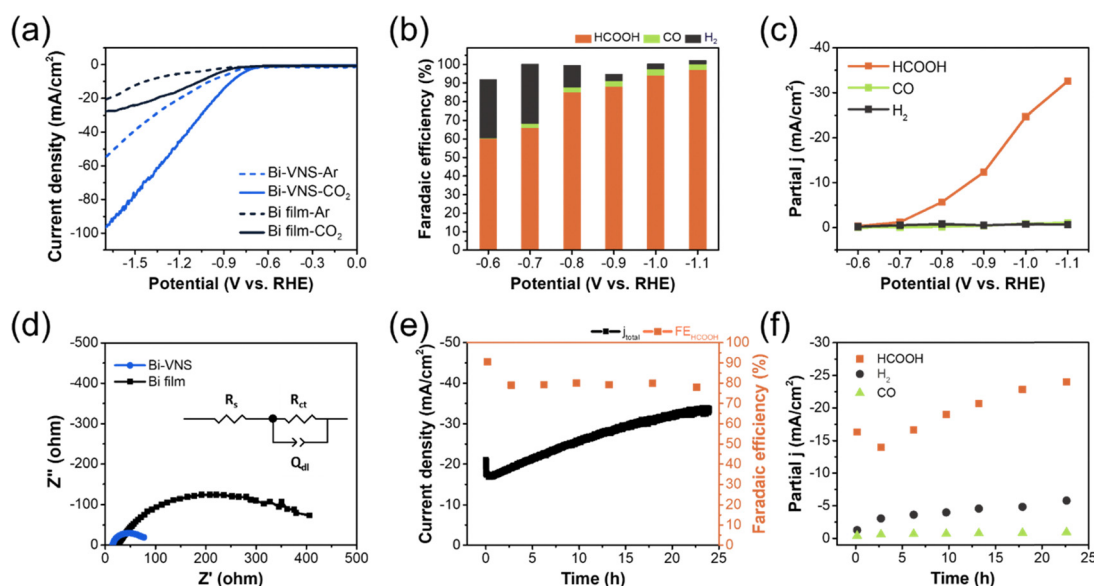 (a)
0
-20
-40
-60
-80
-100
Current density (mA/cm²)
Bi-VNS-Ar
Bi-VNS-CO₂
Bi film-Ar
Bi film-CO₂
-1.5 -1.2 -0.9 -0.6 -0.3 0.0
Potential (V vs. RHE)
(b)
HCOOH CO H₂
100
90
80
70
60
50
40
30
20
10
0
Faradaic efficiency (%)
-0.6 -0.7 -0.8 -0.9 -1.0 -1.1
Potential (V vs. RHE)
(c)
-40
-30
-20
-10
0
Partial j (mA/cm²)
HCOOH
CO
H₂
-0.6 -0.7 -0.8 -0.9 -1.0 -1.1
Potential (V vs. RHE)
(d)
-500
-400
-300
-200
-100
0
Z'' (ohm)
Bi-VNS
Bi film
Rₛ
R_ct
Q_dl
0 100 200 300 400 500
Z' (ohm)
(e)
j_total FE_HCOOH
-50
-40
-30
-20
-10
0
Current density (mA/cm²)
100
90
80
70
60
50
40
30
20
10
0
Faradaic efficiency (%)
0 5 10 15 20 25
Time (h)
(f)
-30
-25
-20
-15
-10
-5
0
Partial j (mA/cm²)
HCOOH
H₂
CO
0 5 10 15 20 25
Time (h)